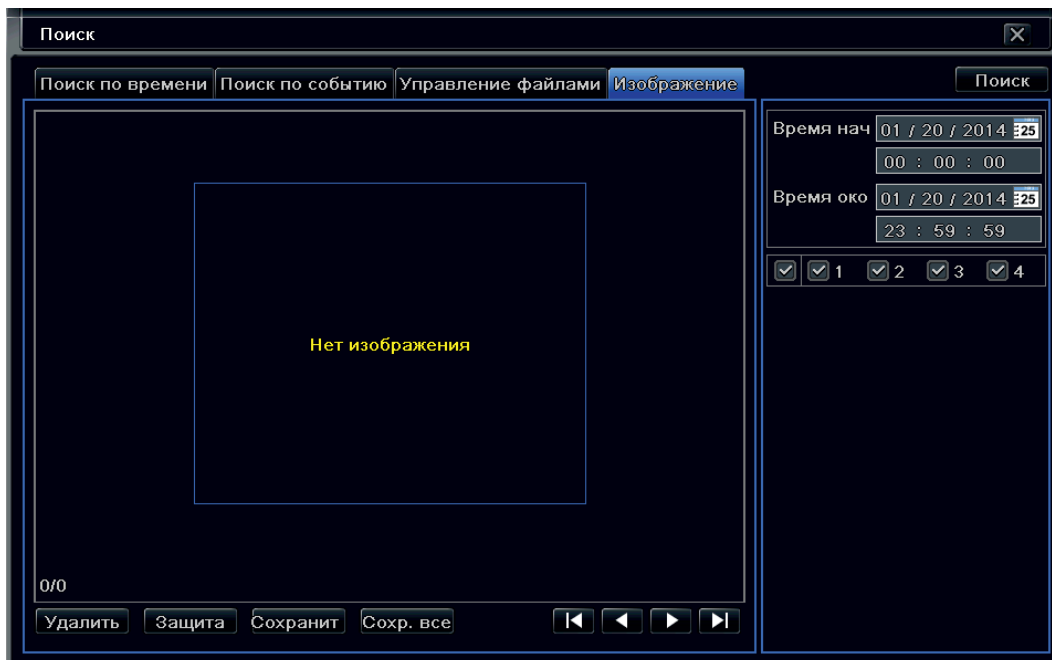 Поиск
Поиск по времени Поиск по событию Управление файлами Изображение
Поиск
Время нач 01 / 20 / 2014 25
00 : 00 : 00
Время око 01 / 20 / 2014 25
23 : 59 : 59
1 2 3 4
Нет изображения
0/0
Удалить Защита Сохранит Сохр. все